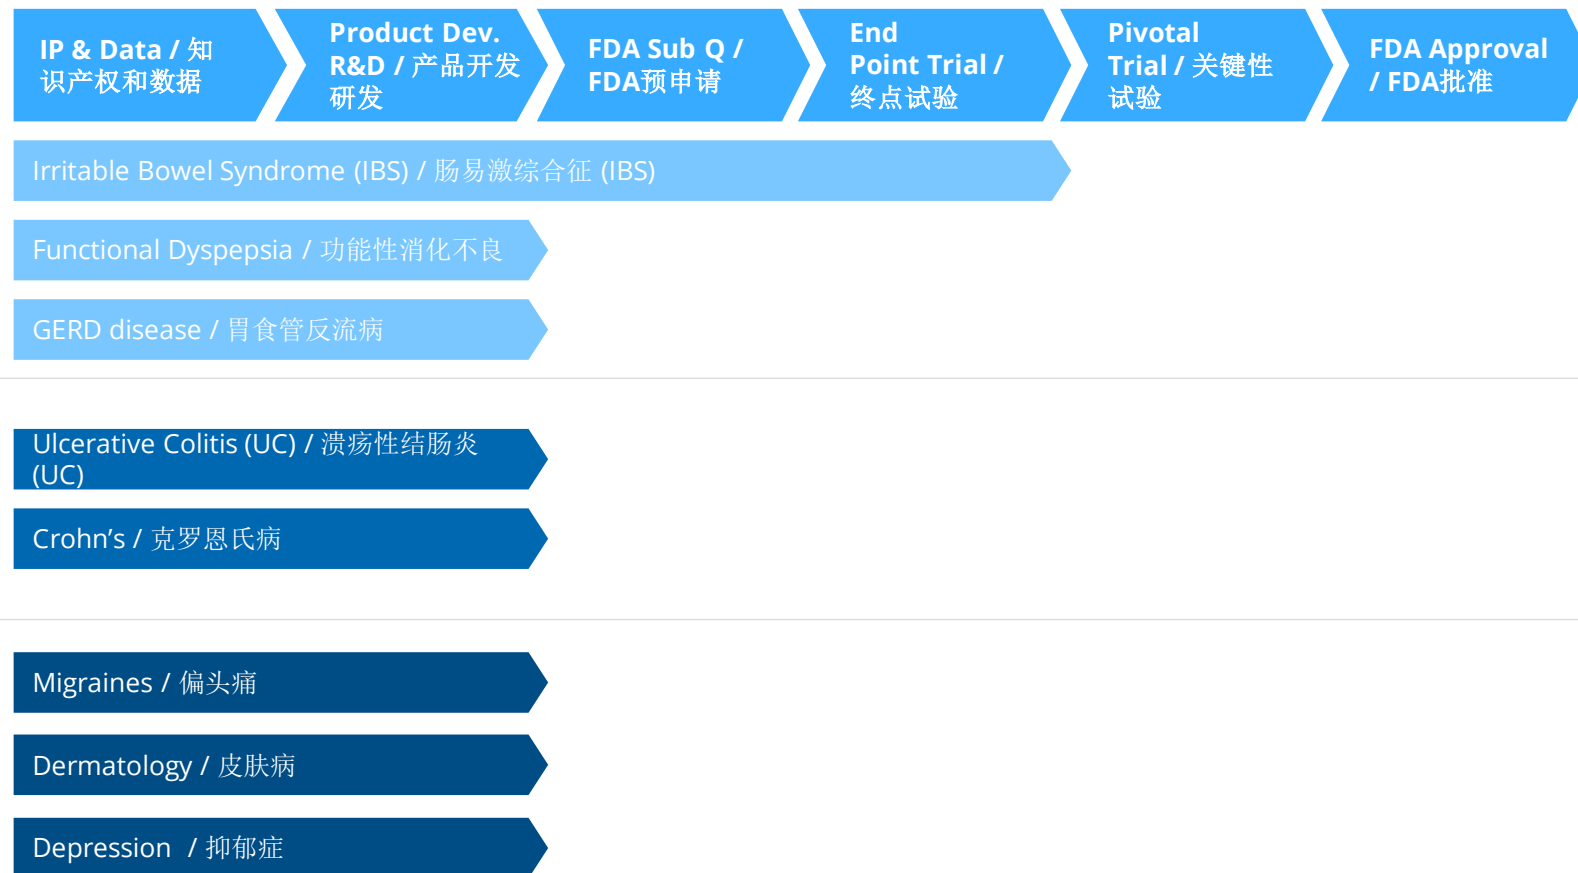 IP & Data / 知
识产权和数据
Product Dev.
R&D / 产品开发
研发
FDA Sub Q /
FDA预申请
End
Point Trial /
终点试验
Pivotal
Trial / 关键性
试验
FDA Approval
/ FDA批准
Irritable Bowel Syndrome (IBS) / 肠易激综合征 (IBS)
Functional Dyspepsia / 功能性消化不良
GERD disease / 胃食管反流病
Ulcerative Colitis (UC) / 溃疡性结肠炎
(UC)
Crohn’s / 克罗恩氏病
Migraines / 偏头痛
Dermatology / 皮肤病
Depression / 抑郁症